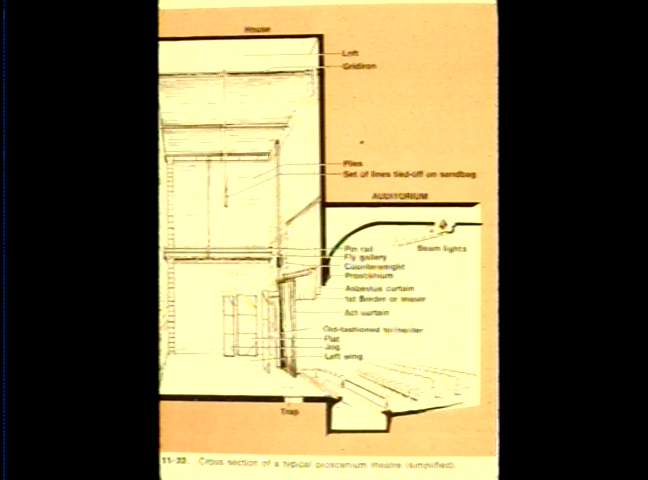 House
Loft
Gridiron
Flies
Set of lines tied-off on sandbag
AUDITORIUM
Pin rail
Beam lights
Fly gallery
Counterweight
Proscenium
Asbestos curtain
1st Border or teaser
Act curtain
Old-fashioned tormentor
Flat
Jog
Left wing
Trap
11-33. Cross section of a typical proscenium theatre (simplified).